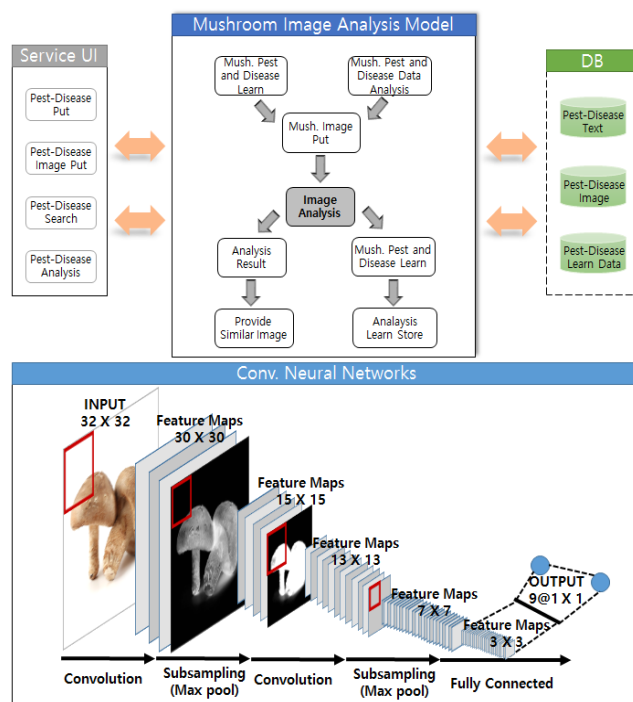 Mushroom Image Analysis Model
Service UI
Pest-Disease
Put
Pest-Disease
Image Put
Pest-Disease
Search
Pest-Disease
Analysis
Mush. Pest
and Disease
Learn
Mush. Pest and
Disease Data
Analysis
Mush. Image
Put
Image
Analysis
Analysis
Result
Mush. Pest and
Disease Learn
Provide
Similar Image
Analaysis
Learn Store
DB
Pest-Disease
Text
Pest-Disease
Image
Pest-Disease
Learn Data
Conv. Neural Networks
INPUT
32 X 32
Feature Maps
30 X 30
Feature Maps
15 X 15
Feature Maps
13 X 13
Feature Maps
7 X 7
Feature Maps
3 X 3
OUTPUT
9@1 X 1
Convolution
Subsampling
(Max pool)
Convolution
Subsampling
(Max pool)
Fully Connected